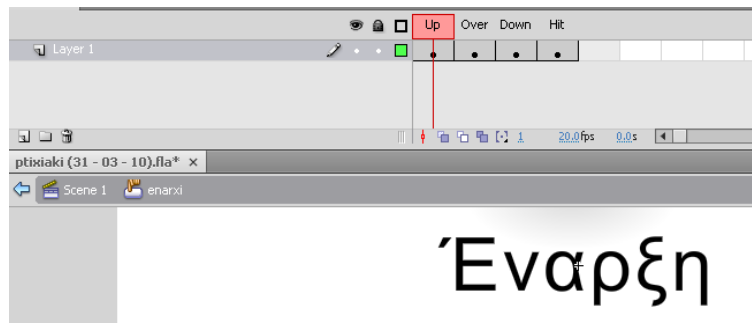 Up Over Down Hit
Layer 1
1 20.0fps 0.0s
ptixiaki (31 - 03 - 10).fla* ×
Scene 1 enarxi
Έναρξη